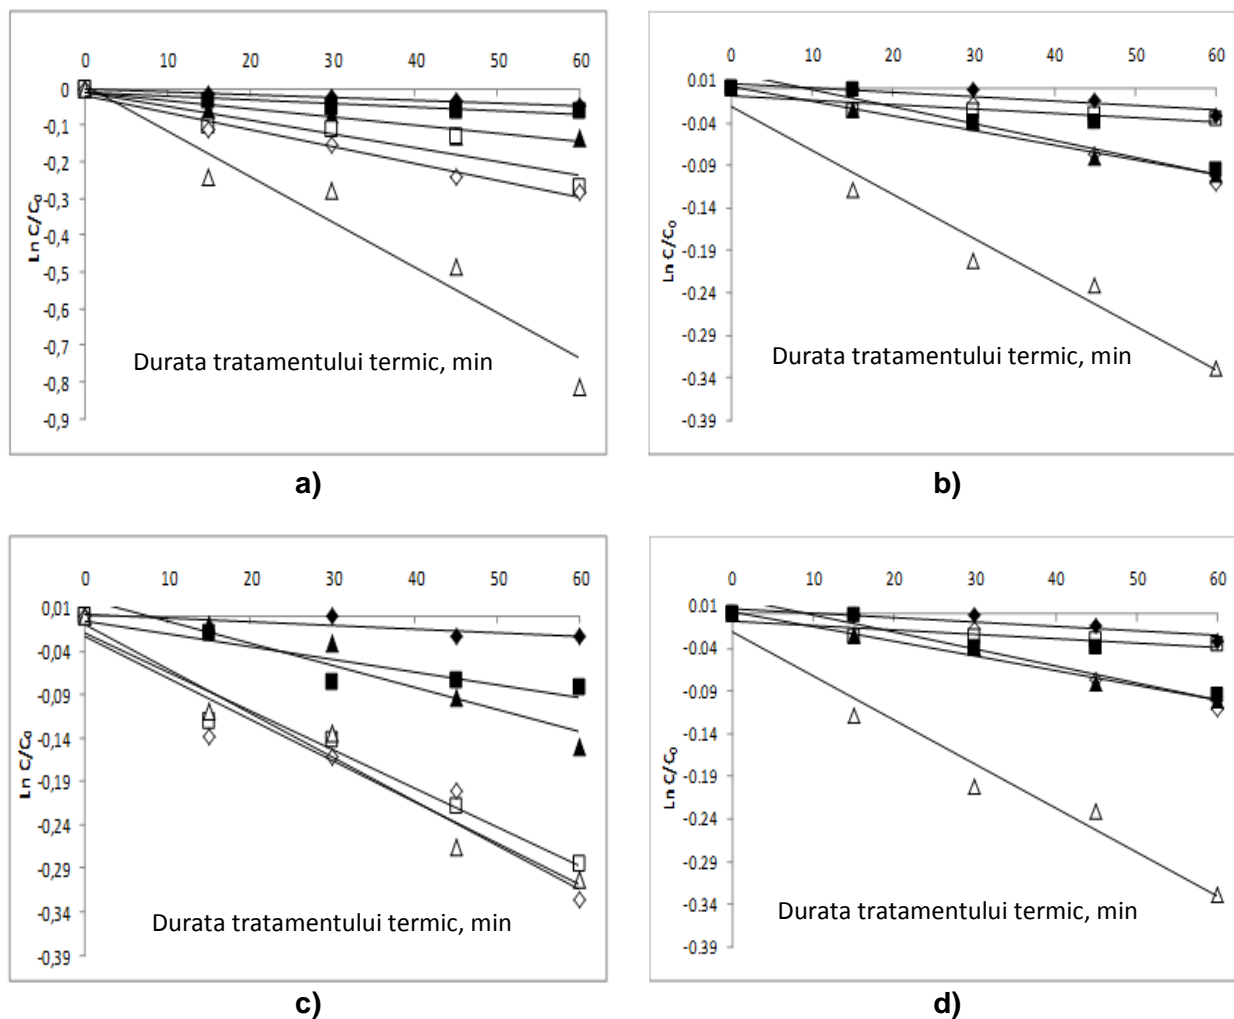 0 10 20 30 40 50 60
0
-0,1
-0,2
-0,3
-0,4
-0,5
-0,6
-0,7
-0,8
-0,9
Ln C/C₀
Durata tratamentului termic, min
a)
0 10 20 30 40 50 60
0.01
-0.04
-0.09
-0.14
-0.19
-0.24
-0.29
-0.34
-0.39
Ln C/C₀
Durata tratamentului termic, min
b)
0 10 20 30 40 50 60
0,01
-0,04
-0,09
-0,14
-0,19
-0,24
-0,29
-0,34
-0,39
Ln C/C₀
Durata tratamentului termic, min
c)
0 10 20 30 40 50 60
0.01
-0.04
-0.09
-0.14
-0.19
-0.24
-0.29
-0.34
-0.39
Ln C/C₀
Durata tratamentului termic, min
d)